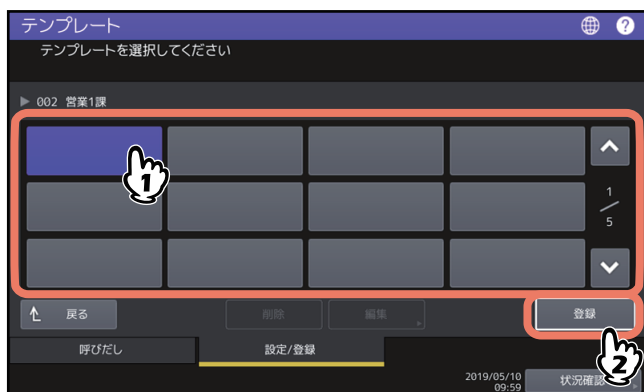 テンプレート
?
テンプレートを選択してください
002 営業1課
1
1
5
戻る
削除
編集
登録
呼びだし
設定/登録
2
2019/05/10
09:59
状況確認